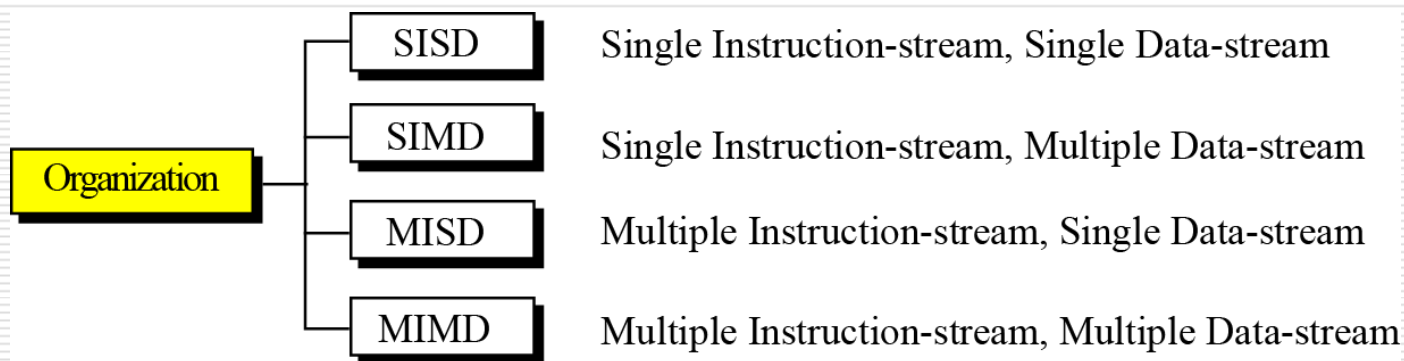 SISD Single Instruction-stream, Single Data-stream
SIMD Single Instruction-stream, Multiple Data-stream
Organization
MISD Multiple Instruction-stream, Single Data-stream
MIMD Multiple Instruction-stream, Multiple Data-stream